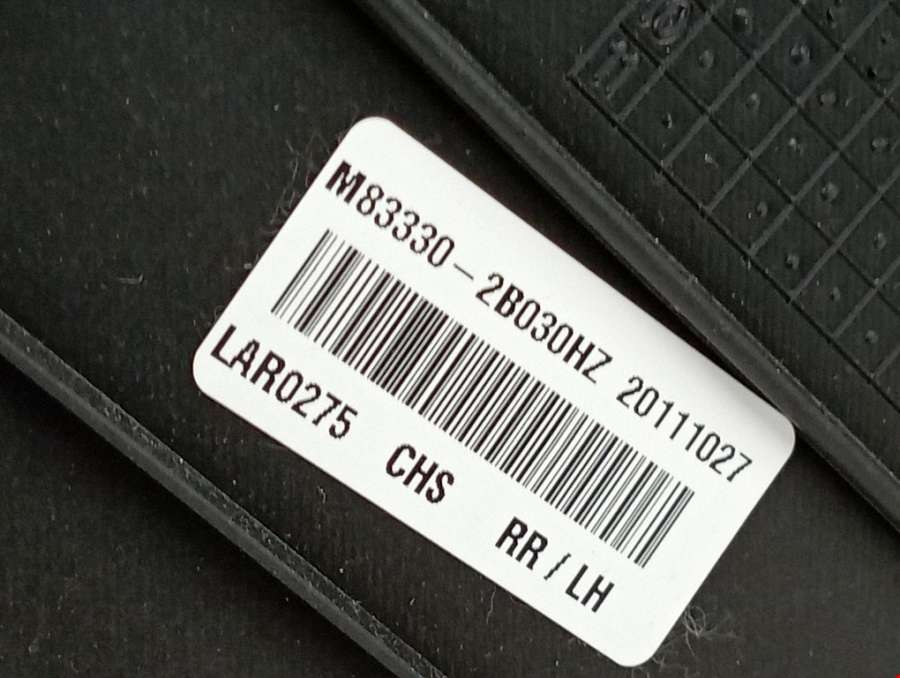 M83330-2B030HZ 20111027
LAR0275 CHS RR / LH